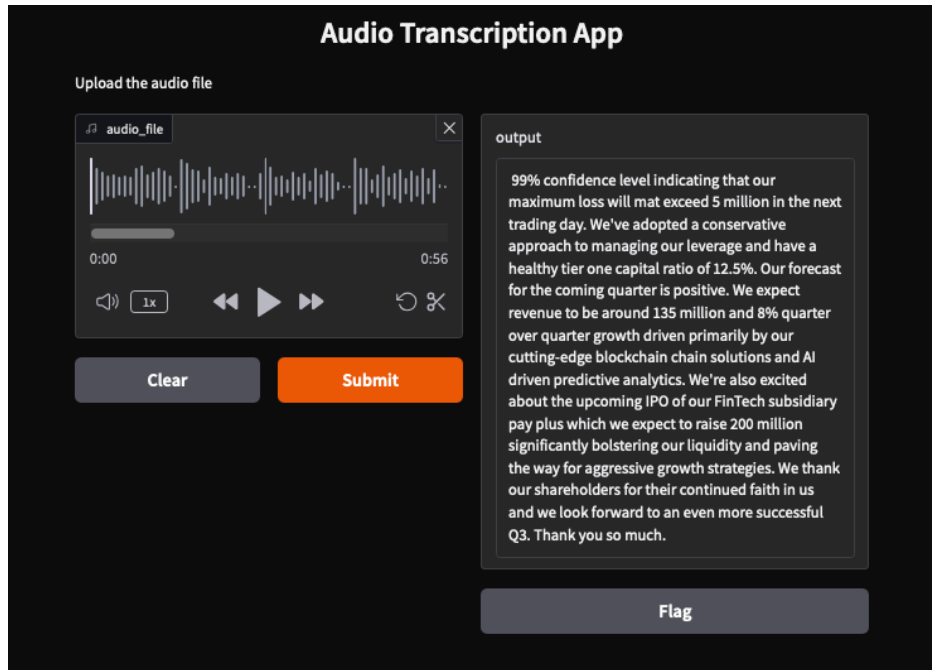 Audio Transcription App
Upload the audio file
audio_file
0:00
0:56
1x
Clear
Submit
output
99% confidence level indicating that our
maximum loss will mat exceed 5 million in the next
trading day. We've adopted a conservative
approach to managing our leverage and have a
healthy tier one capital ratio of 12.5%. Our forecast
for the coming quarter is positive. We expect
revenue to be around 135 million and 8% quarter
over quarter growth driven primarily by our
cutting-edge blockchain chain solutions and AI
driven predictive analytics. We're also excited
about the upcoming IPO of our FinTech subsidiary
pay plus which we expect to raise 200 million
significantly bolstering our liquidity and paving
the way for aggressive growth strategies. We thank
our shareholders for their continued faith in us
and we look forward to an even more successful
Q3. Thank you so much.
Flag